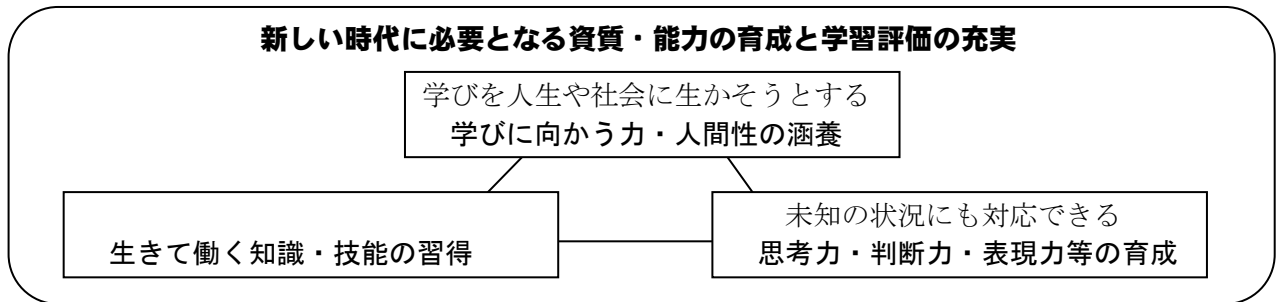 新しい時代に必要となる資質・能力の育成と学習評価の充実
学びを人生や社会に生かそうとする
学びに向かう力・人間性の涵養
生きて働く知識・技能の習得
未知の状況にも対応できる
思考力・判断力・表現力等の育成